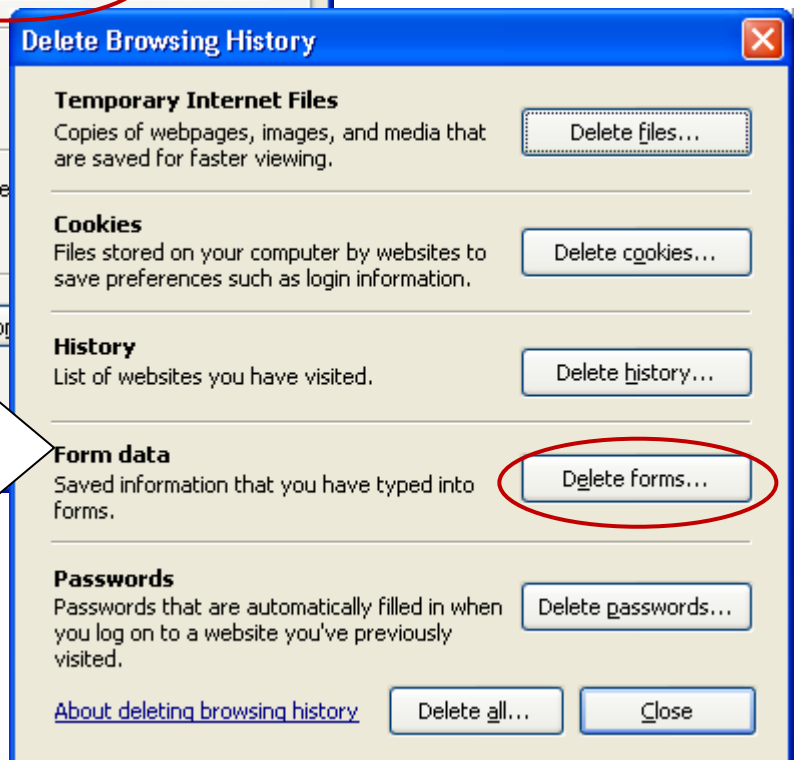 Delete Browsing History
Temporary Internet Files
Copies of webpages, images, and media that
are saved for faster viewing.
Delete files...
Cookies
Files stored on your computer by websites to
save preferences such as login information.
Delete cookies...
History
List of websites you have visited.
Delete history...
Form data
Saved information that you have typed into
forms.
Delete forms...
Passwords
Passwords that are automatically filled in when
you log on to a website you've previously
visited.
Delete passwords...
About deleting browsing history
Delete all...
Close